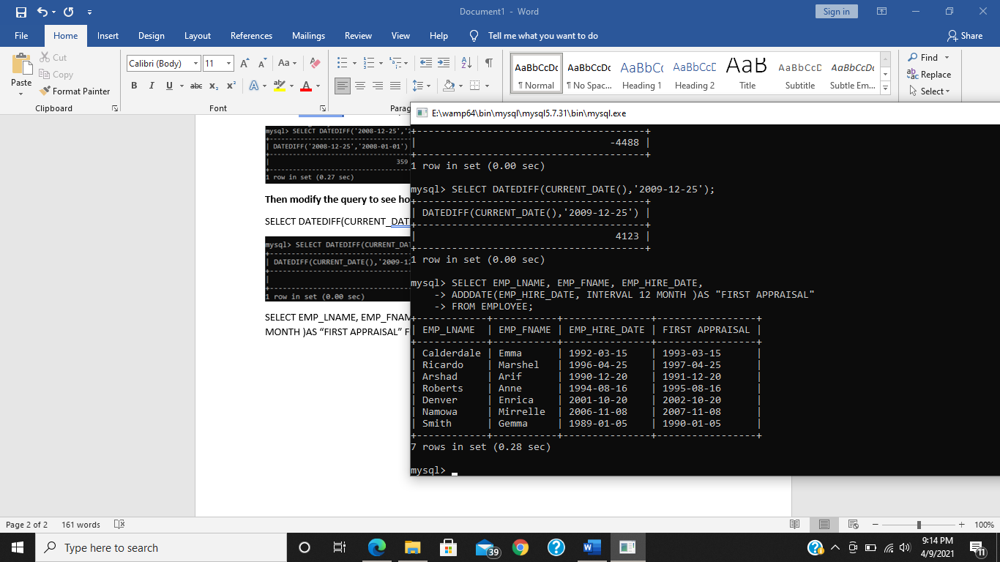 Document1 - Word
Sign in
File Home Insert Design Layout References Mailings Review View Help Tell me what you want to do Share
Paste
Cut
Copy
Format Painter
Clipboard
Calibri (Body) 11
Font
Parag
AaBbCcDc AaBbCcDc AaBbCc AaBbCcD AaB AaBbCcD AaBbCcDc
¶ Normal ¶ No Spac... Heading 1 Heading 2 Title Subtitle Subtle Em...
Find
Replace
Select
mysql> SELECT DATEDIFF('2008-12-25','2
+-----------------------------------
| DATEDIFF('2008-12-25','2008-01-01')
+-----------------------------------
| 359
+-----------------------------------
1 row in set (0.27 sec)
Then modify the query to see ho
SELECT DATEDIFF(CURRENT_DAT
mysql> SELECT DATEDIFF(CURRENT_DA
+-----------------------------------
| DATEDIFF(CURRENT_DATE(),'2009-12
+-----------------------------------
|
+-----------------------------------
1 row in set (0.00 sec)
SELECT EMP_LNAME, EMP_FNAM
MONTH )AS “FIRST APPRAISAL” F
E:\wamp64\bin\mysql\mysql5.7.31\bin\mysql.exe
+---------------------------------------+
| -4488 |
+---------------------------------------+
1 row in set (0.00 sec)
mysql> SELECT DATEDIFF(CURRENT_DATE(),'2009-12-25');
+---------------------------------------+
| DATEDIFF(CURRENT_DATE(),'2009-12-25') |
+---------------------------------------+
| 4123 |
+---------------------------------------+
1 row in set (0.00 sec)
mysql> SELECT EMP_LNAME, EMP_FNAME, EMP_HIRE_DATE,
-> ADDDATE(EMP_HIRE_DATE, INTERVAL 12 MONTH )AS "FIRST APPRAISAL"
-> FROM EMPLOYEE;
+------------+-----------+---------------+-----------------+
| EMP_LNAME | EMP_FNAME | EMP_HIRE_DATE | FIRST APPRAISAL |
+------------+-----------+---------------+-----------------+
| Calderdale | Emma | 1992-03-15 | 1993-03-15 |
| Ricardo | Marshel | 1996-04-25 | 1997-04-25 |
| Arshad | Arif | 1990-12-20 | 1991-12-20 |
| Roberts | Anne | 1994-08-16 | 1995-08-16 |
| Denver | Enrica | 2001-10-20 | 2002-10-20 |
| Namowa | Mirrelle | 2006-11-08 | 2007-11-08 |
| Smith | Gemma | 1989-01-05 | 1990-01-05 |
+------------+-----------+---------------+-----------------+
7 rows in set (0.28 sec)
mysql>
Page 2 of 2 161 words
100%
Type here to search
39
9:14 PM
4/9/2021
11